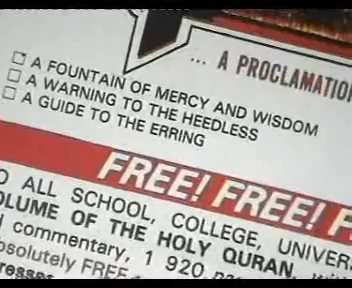 ... A PROCLAMATIO
□ A FOUNTAIN OF MERCY AND WISDOM
□ A WARNING TO THE HEEDLESS
□ A GUIDE TO THE ERRING
FREE! FREE! F
O ALL SCHOOL, COLLEGE, UNIVER
OLUME OF THE HOLY QURAN,
commentary, 1 920
bsolutely FREE
resses